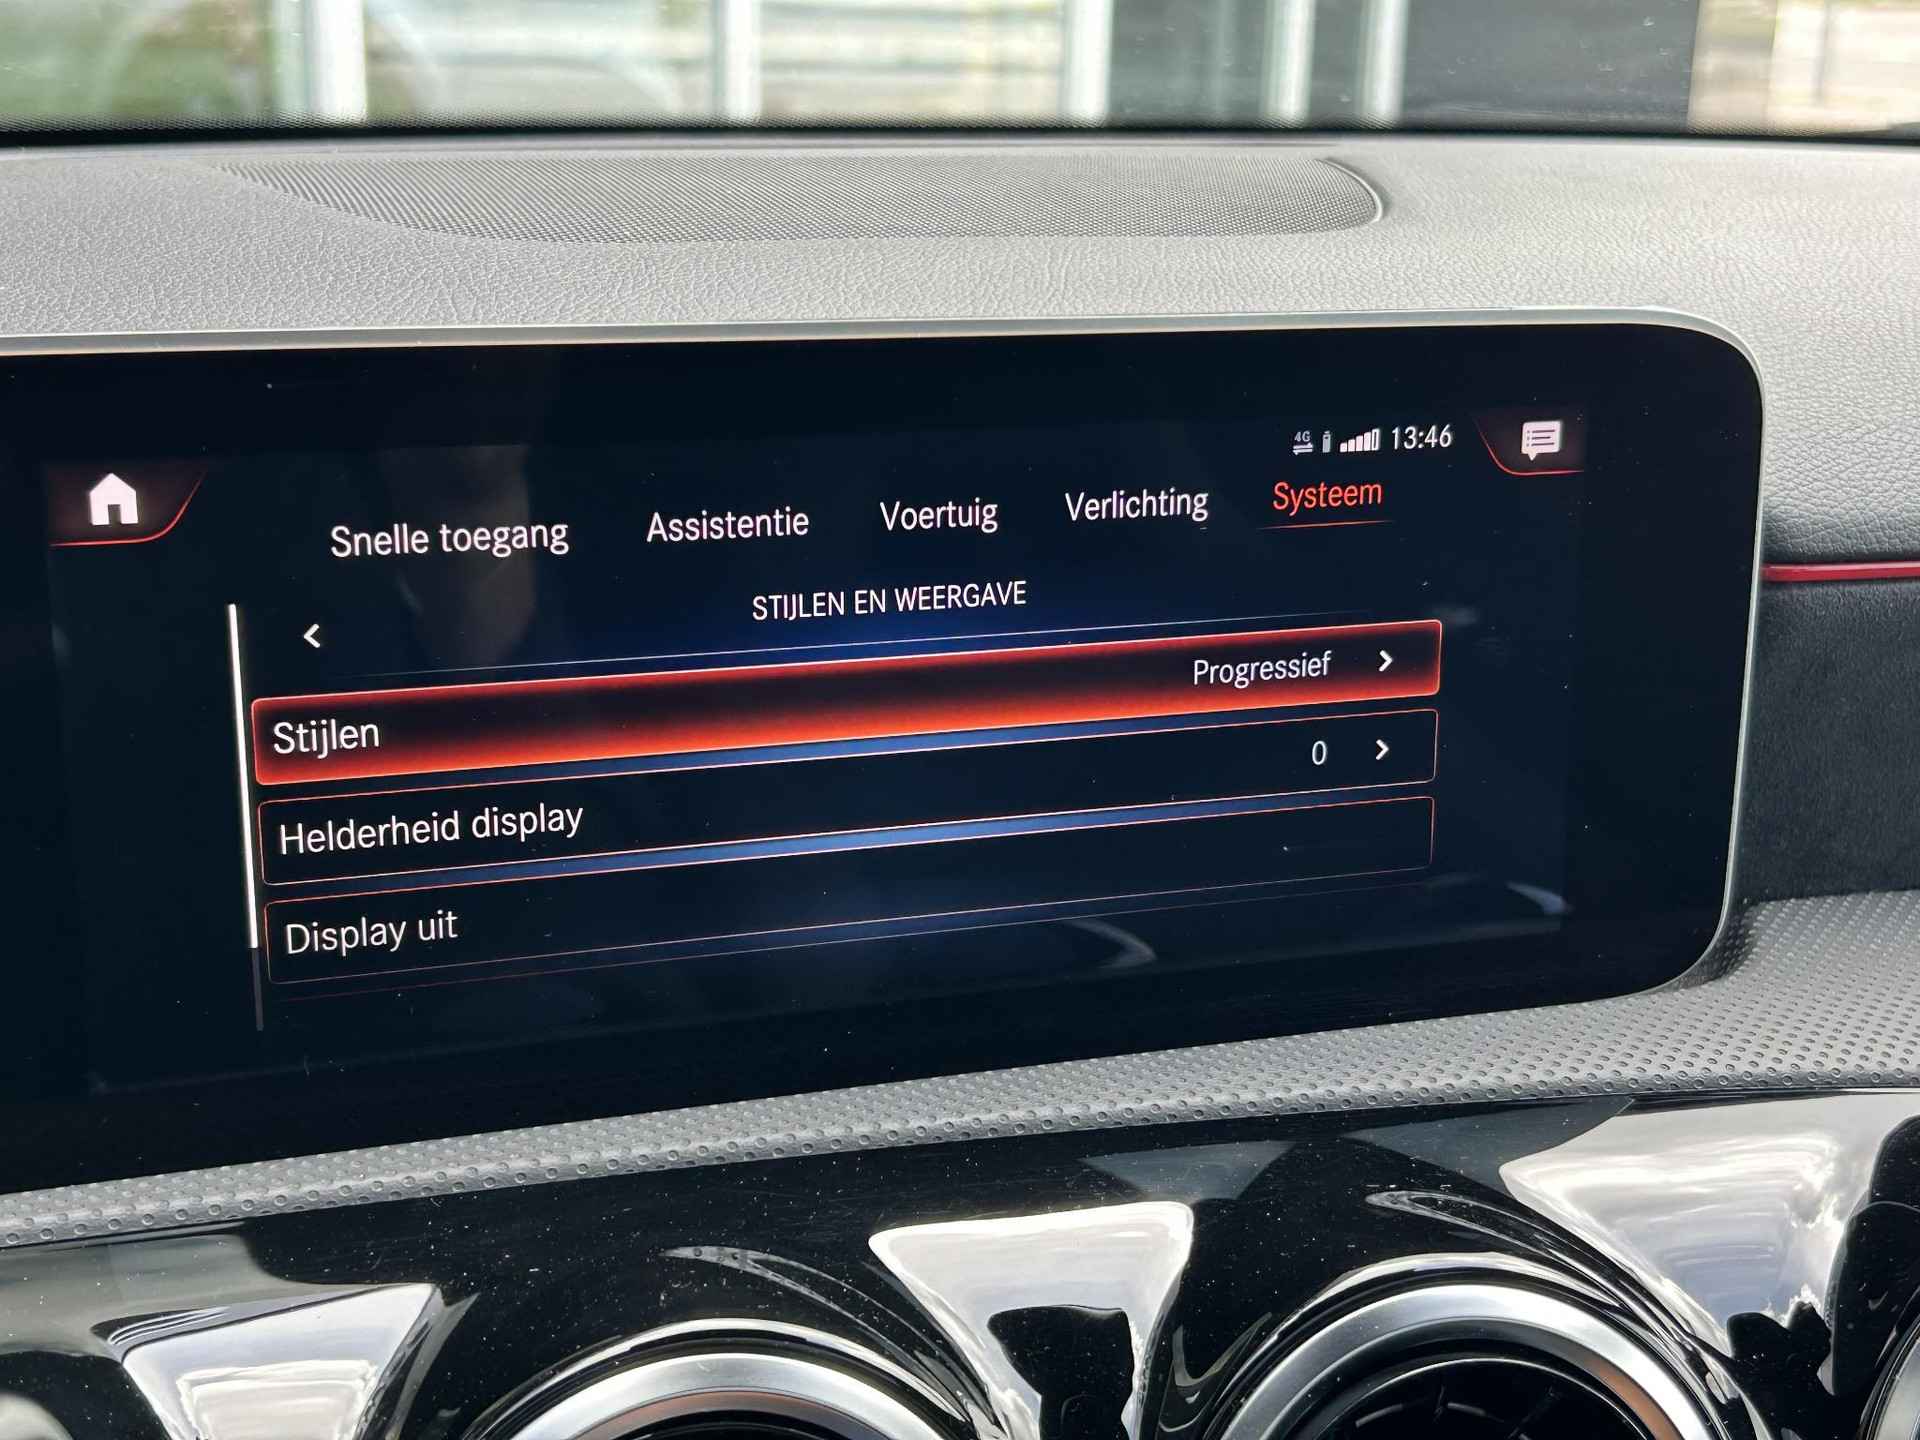 4G 13:46
Snelle toegang Assistentie Voertuig Verlichting Systeem
STIJLEN EN WEERGAVE
Stijlen Progressief
Helderheid display 0
Display uit